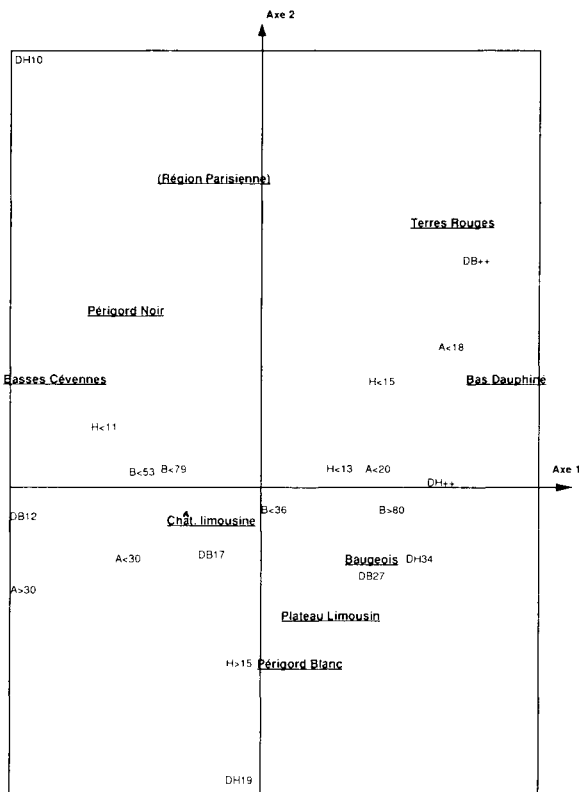 Axe 2
DH10
(Région Parisienne)
Terres Rouges
DB++
Périgord Noir
A<18
Basses Cévennes
H<15
Bas Dauphiné
H<11
B<53
B<79
H<13
A<20
Axe 1
DH++
DB12
Chât. limousine
B<36
B>80
A<30
DB17
Baugeois
DH34
DB27
A>30
Plateau Limousin
H>15
Périgord Blanc
DH19